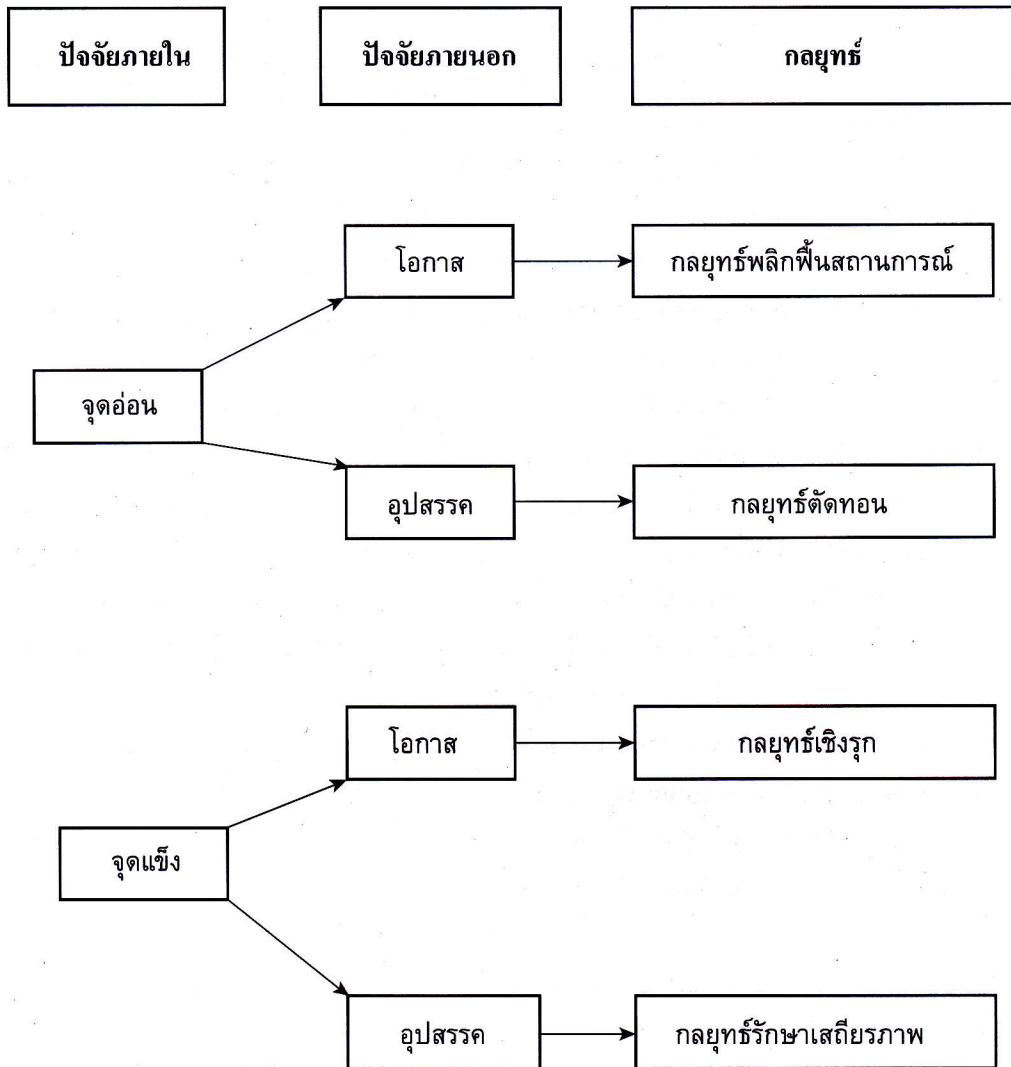 ปัจจัยภายใน
ปัจจัยภายนอก
กลยุทธ์
โอกาส
กลยุทธ์พลิกฟื้นสถานการณ์
จุดอ่อน
อุปสรรค
กลยุทธ์ตัดทอน
โอกาส
กลยุทธ์เชิงรุก
จุดแข็ง
อุปสรรค
กลยุทธ์รักษาเสถียรภาพ